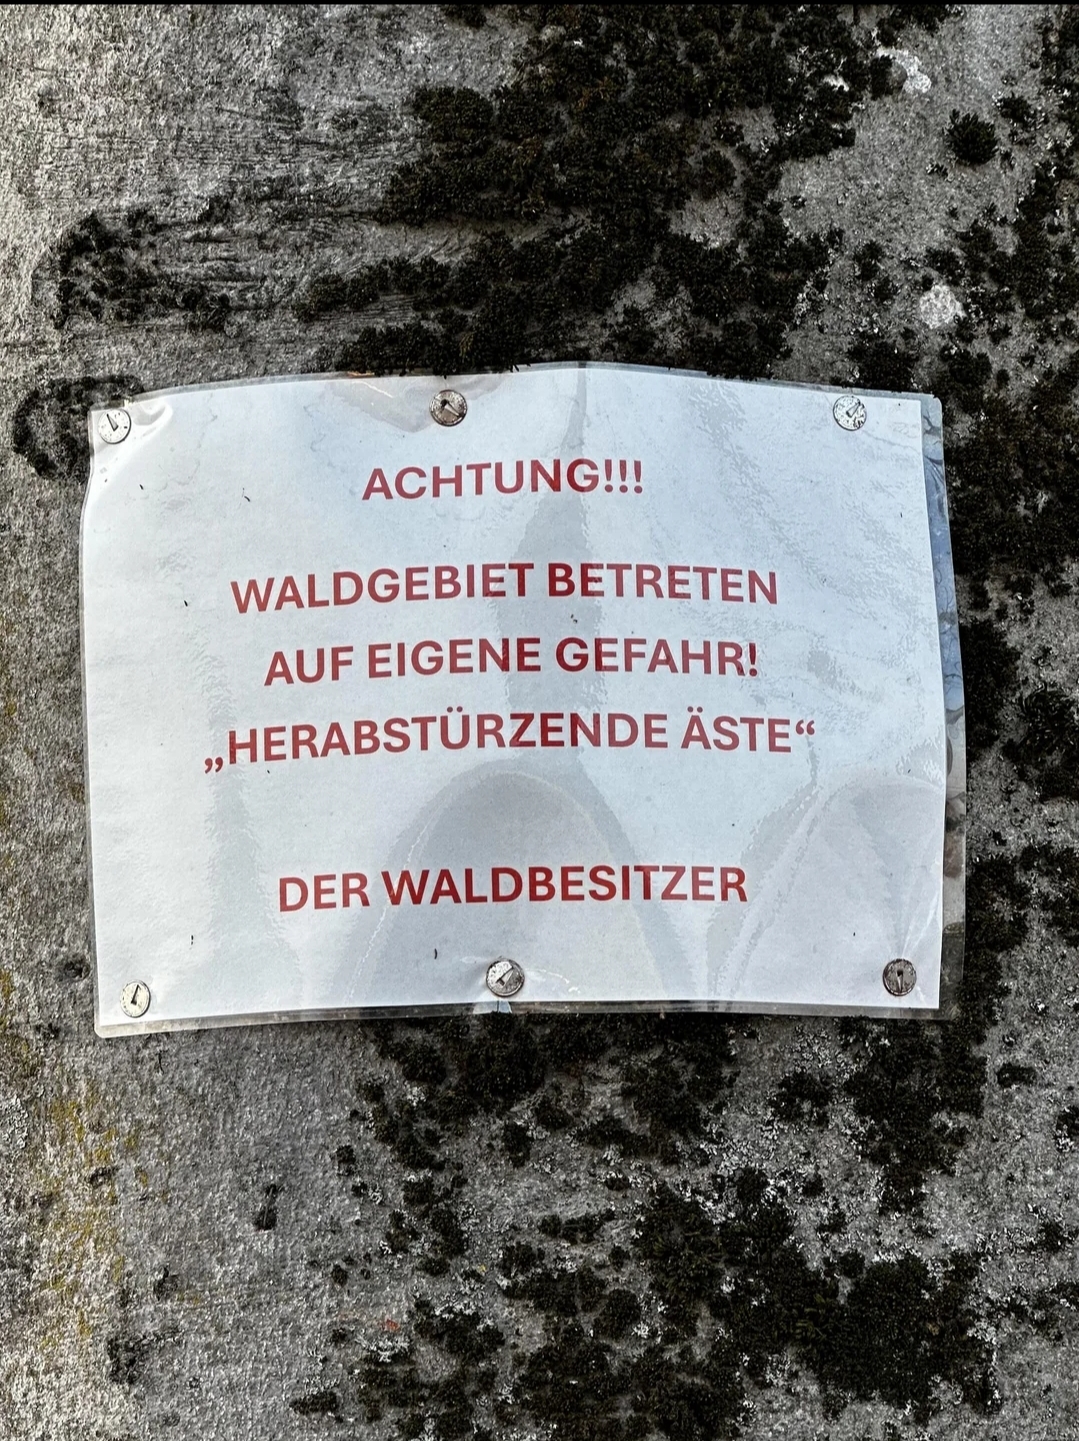 ACHTUNG!!!
WALDGEBIET BETRETEN
AUF EIGENE GEFAHR!
„HERABSTÜRZENDE ÄSTE“
DER WALDBESITZER